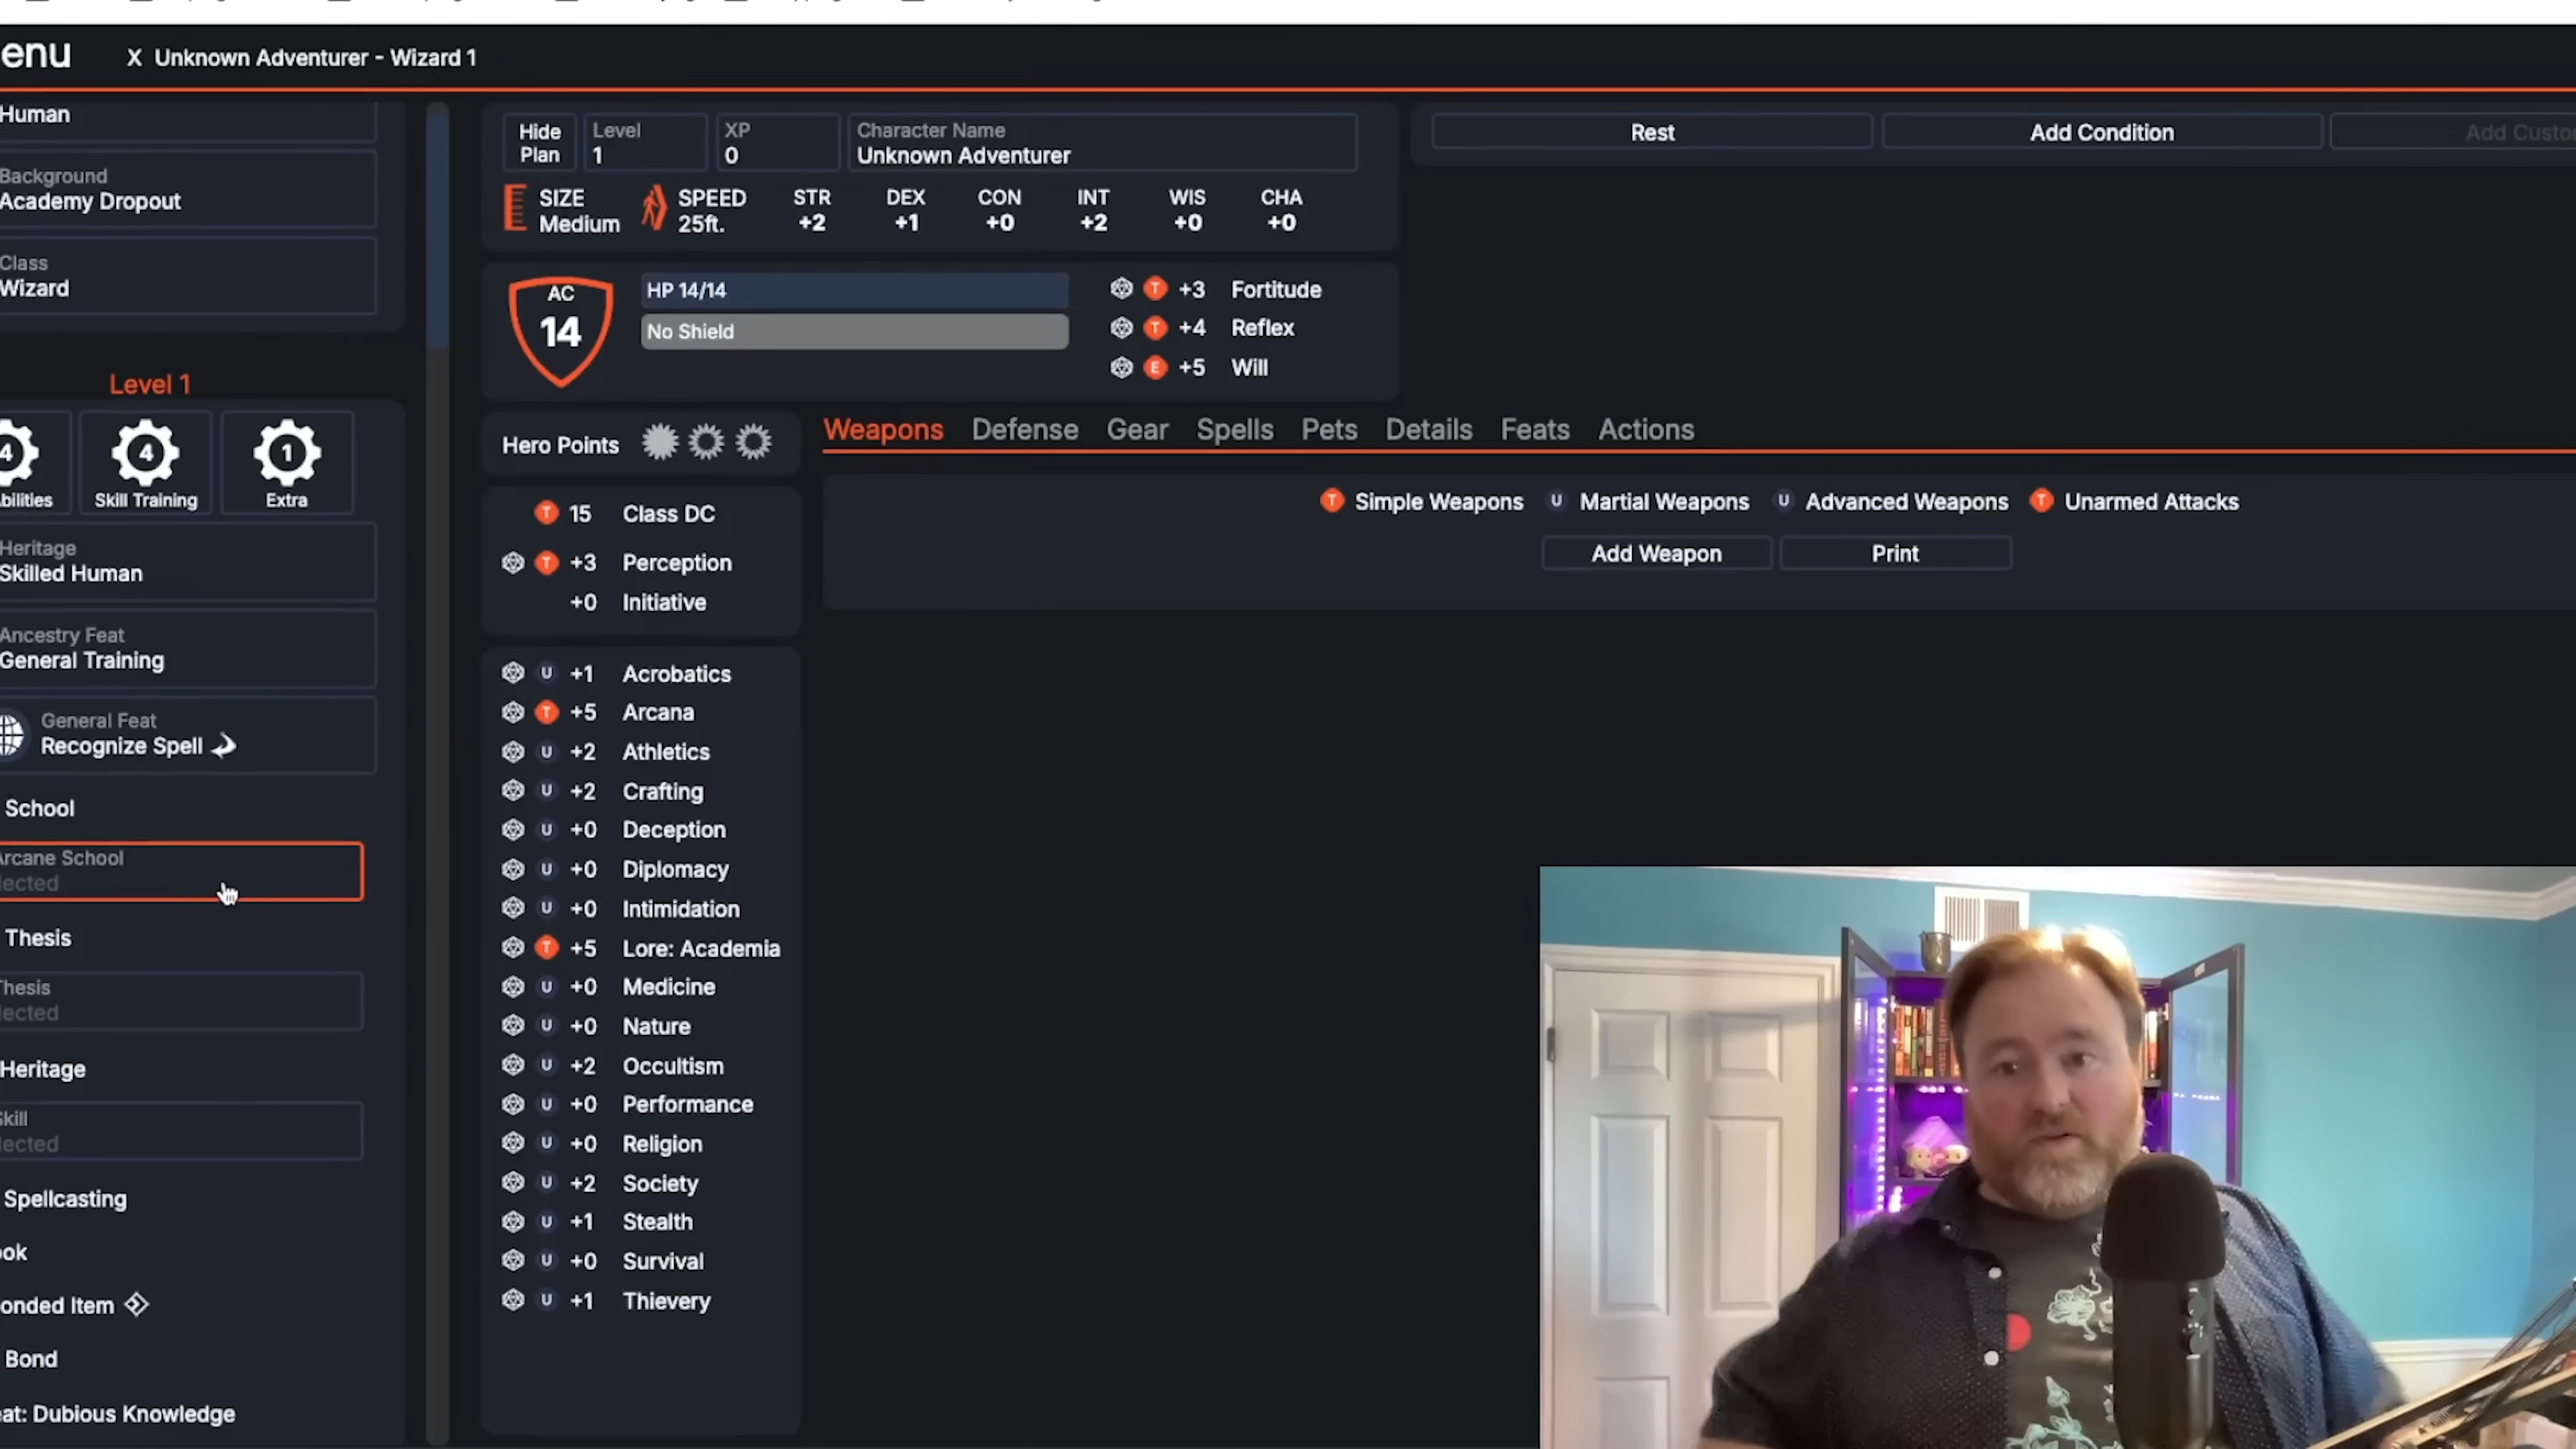 enu
X Unknown Adventurer - Wizard 1
Human
Background
Academy Dropout
Class
Wizard
Level 1
4
bilities
4
Skill Training
1
Extra
Heritage
Skilled Human
Ancestry Feat
General Training
General Feat
Recognize Spell
School
Arcane School
lected
Thesis
Thesis
lected
Heritage
Skill
lected
Spellcasting
ook
onded Item
Bond
eat: Dubious Knowledge
Hide Plan
Level
1
XP
0
Character Name
Unknown Adventurer
SIZE
Medium
SPEED
25ft.
STR
+2
DEX
+1
CON
+0
INT
+2
WIS
+0
CHA
+0
AC
14
HP 14/14
No Shield
T +3 Fortitude
T +4 Reflex
E +5 Will
Rest
Add Condition
Add Custo
Hero Points
T 15 Class DC
T +3 Perception
+0 Initiative
U +1 Acrobatics
T +5 Arcana
U +2 Athletics
U +2 Crafting
U +0 Deception
U +0 Diplomacy
U +0 Intimidation
T +5 Lore: Academia
U +0 Medicine
U +0 Nature
U +2 Occultism
U +0 Performance
U +0 Religion
U +2 Society
U +1 Stealth
U +0 Survival
U +1 Thievery
Weapons Defense Gear Spells Pets Details Feats Actions
T Simple Weapons U Martial Weapons U Advanced Weapons T Unarmed Attacks
Add Weapon
Print